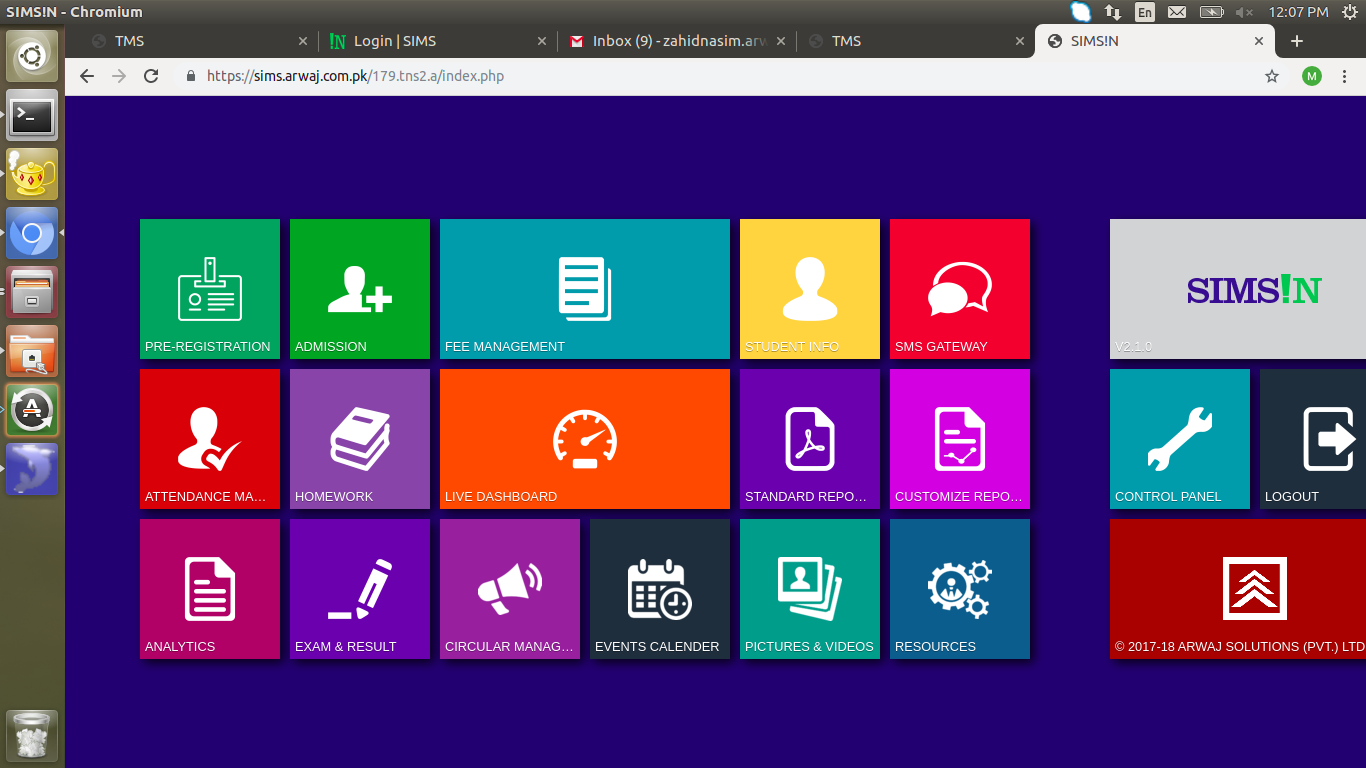 SIMS!N - Chromium
En
12:07 PM
TMS
!N Login | SIMS
Inbox (9) - zahidnasim.arw
TMS
SIMS!N
https://sims.arwaj.com.pk/179.tns2.a/index.php
M
PRE-REGISTRATION
ADMISSION
FEE MANAGEMENT
STUDENT INFO
SMS GATEWAY
SIMS!N
V2.1.0
ATTENDANCE MA...
HOMEWORK
LIVE DASHBOARD
STANDARD REPO...
CUSTOMIZE REPO...
CONTROL PANEL
LOGOUT
ANALYTICS
EXAM & RESULT
CIRCULAR MANAG...
EVENTS CALENDER
PICTURES & VIDEOS
RESOURCES
© 2017-18 ARWAJ SOLUTIONS (PVT.) LTD